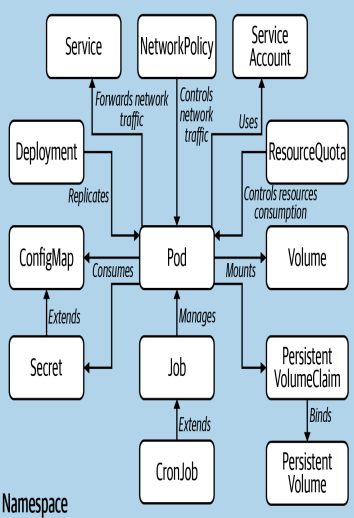 Service
NetworkPolicy
Service
Account
Forwards network
traffic
Controls
network
traffic
Uses
Deployment
ResourceQuota
Replicates
Controls resources
consumption
ConfigMap
Consumes
Pod
Mounts
Volume
Extends
Manages
Secret
Job
Persistent
VolumeClaim
Extends
Binds
CronJob
Persistent
Volume
Namespace